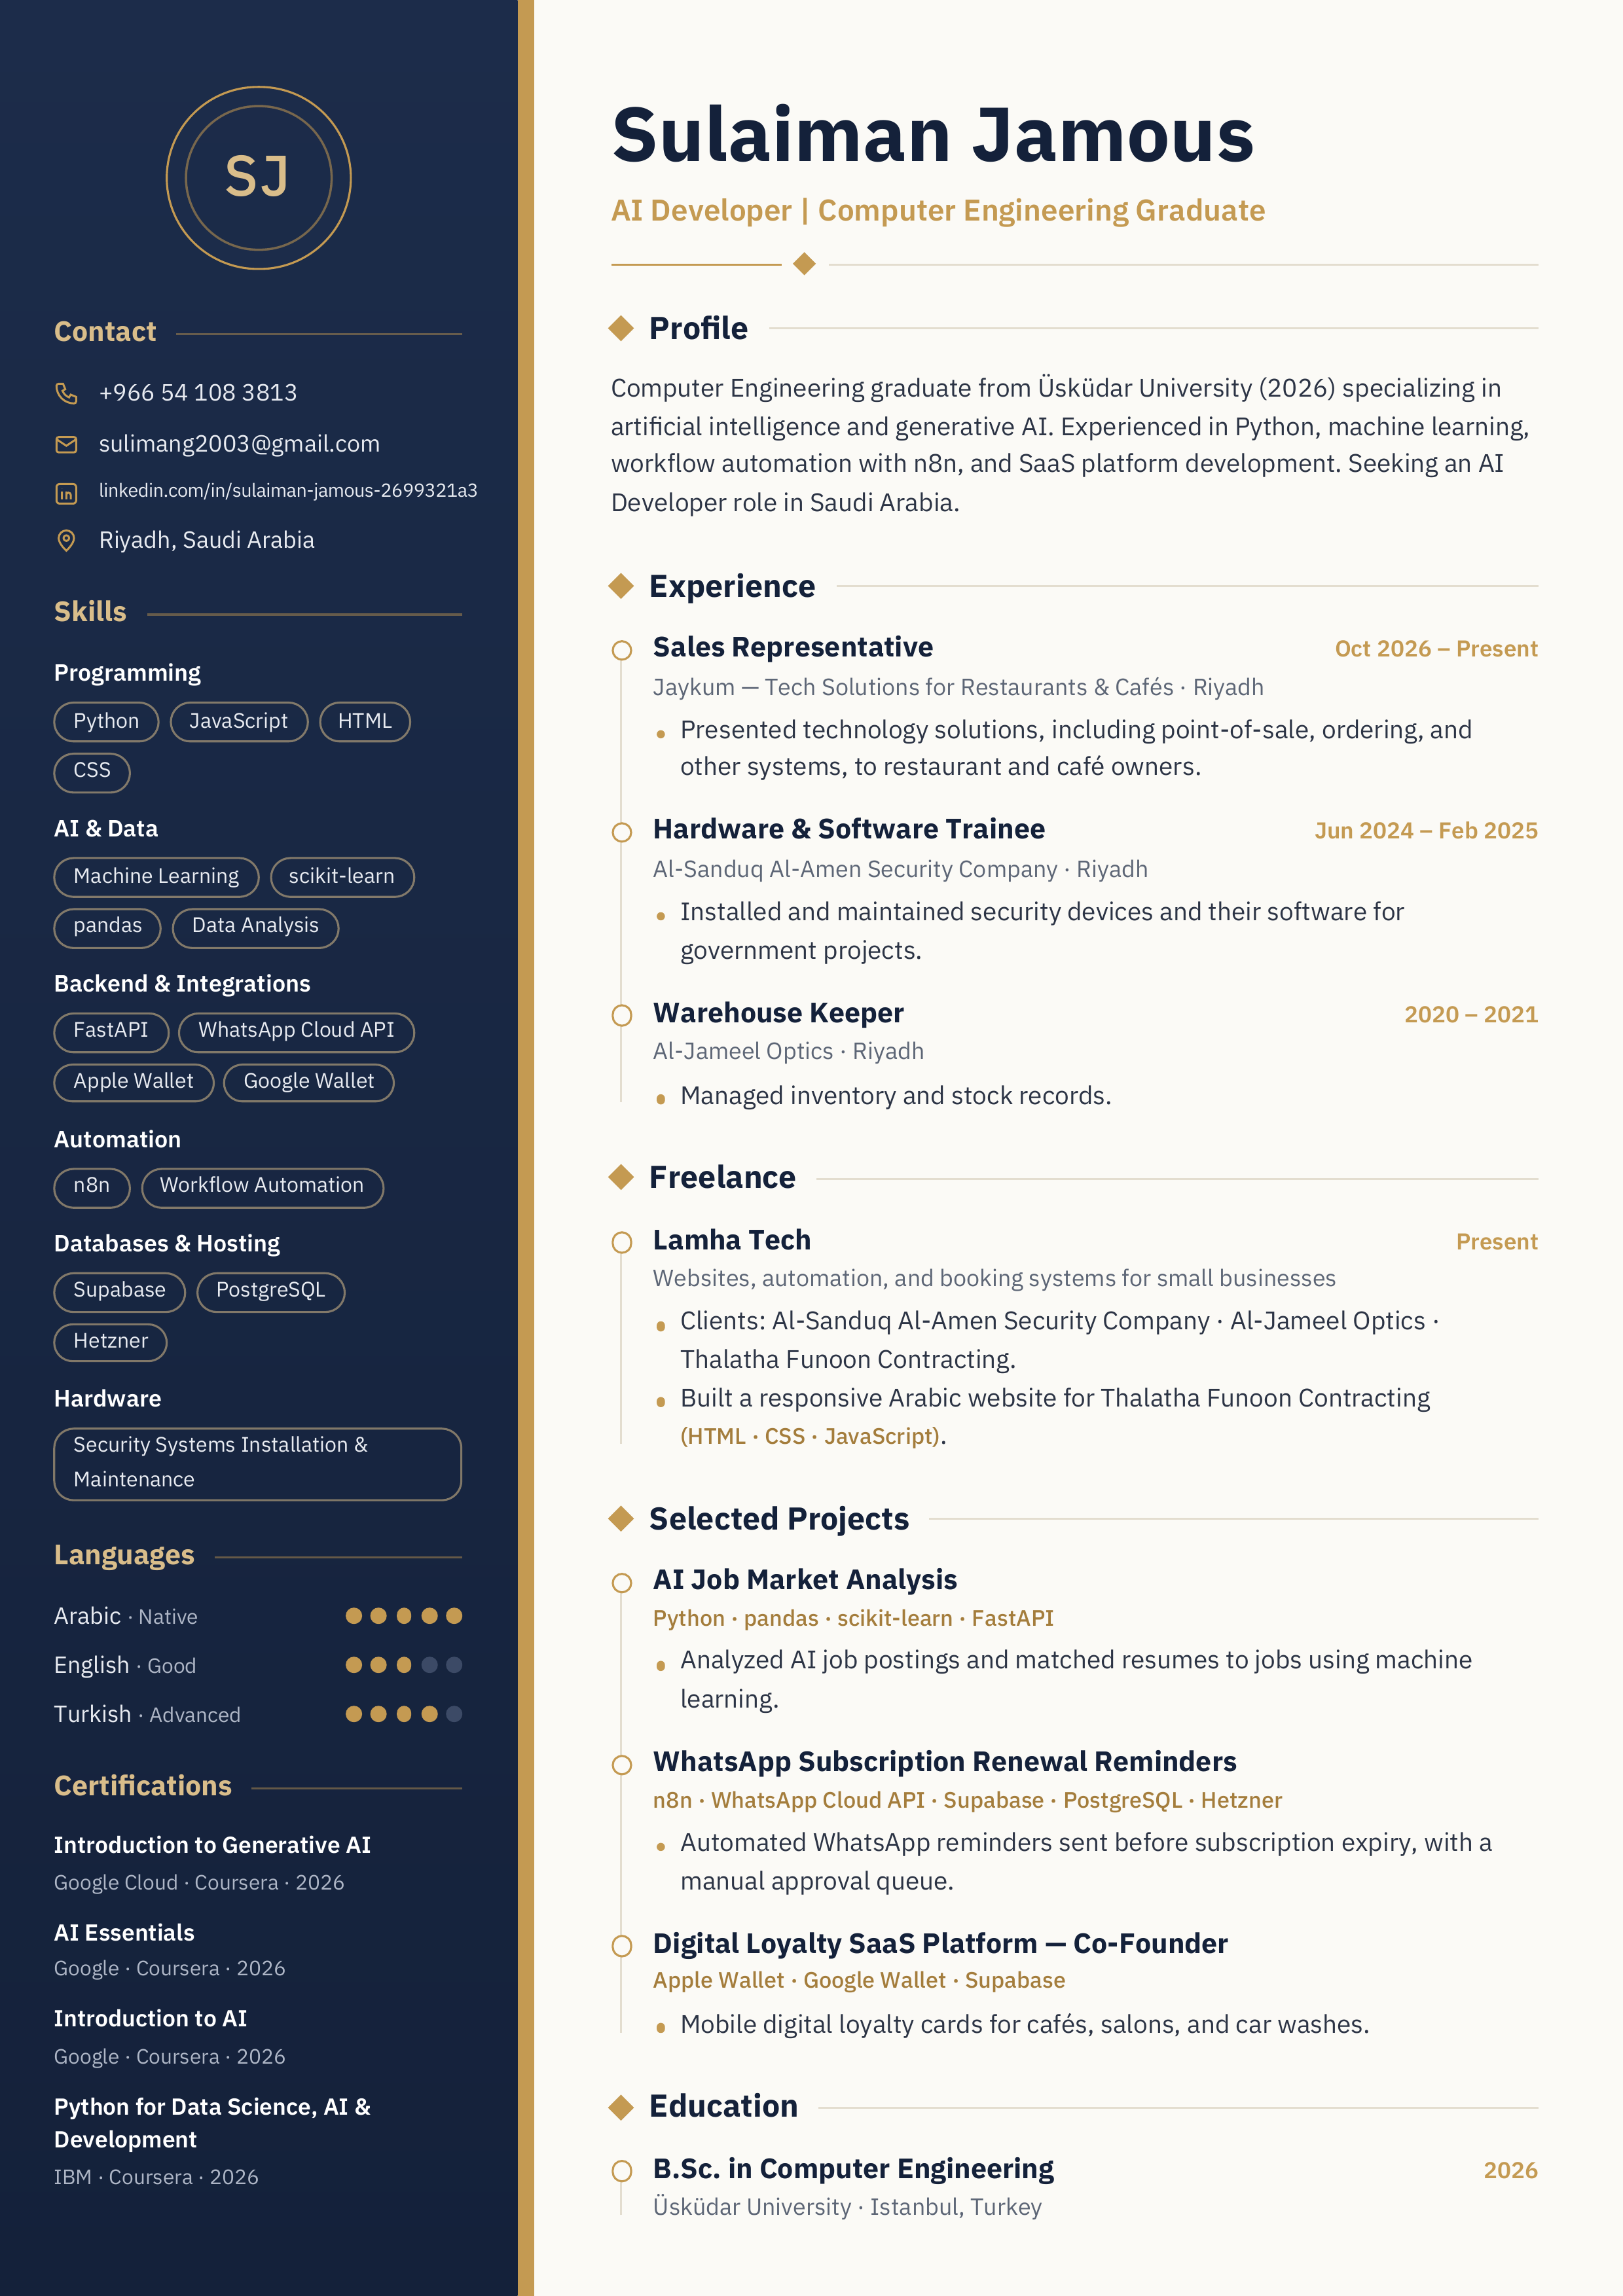 SJ
Contact
+966 54 108 3813
sulimang2003@gmail.com
linkedin.com/in/sulaiman-jamous-2699321a3
Riyadh, Saudi Arabia
Skills
Programming
Python JavaScript HTML
CSS
AI & Data
Machine Learning scikit-learn
pandas Data Analysis
Backend & Integrations
FastAPI WhatsApp Cloud API
Apple Wallet Google Wallet
Automation
n8n Workflow Automation
Databases & Hosting
Supabase PostgreSQL
Hetzner
Hardware
Security Systems Installation &
Maintenance
Languages
Arabic · Native
English · Good
Turkish · Advanced
Certifications
Introduction to Generative AI
Google Cloud · Coursera · 2026
AI Essentials
Google · Coursera · 2026
Introduction to AI
Google · Coursera · 2026
Python for Data Science, AI &
Development
IBM · Coursera · 2026
Sulaiman Jamous
AI Developer | Computer Engineering Graduate
Profile
Computer Engineering graduate from Üsküdar University (2026) specializing in
artificial intelligence and generative AI. Experienced in Python, machine learning,
workflow automation with n8n, and SaaS platform development. Seeking an AI
Developer role in Saudi Arabia.
Experience
Sales Representative Oct 2026 – Present
Jaykum — Tech Solutions for Restaurants & Cafés · Riyadh
• Presented technology solutions, including point-of-sale, ordering, and
other systems, to restaurant and café owners.
Hardware & Software Trainee Jun 2024 – Feb 2025
Al-Sanduq Al-Amen Security Company · Riyadh
• Installed and maintained security devices and their software for
government projects.
Warehouse Keeper 2020 – 2021
Al-Jameel Optics · Riyadh
• Managed inventory and stock records.
Freelance
Lamha Tech Present
Websites, automation, and booking systems for small businesses
• Clients: Al-Sanduq Al-Amen Security Company · Al-Jameel Optics ·
Thalatha Funoon Contracting.
• Built a responsive Arabic website for Thalatha Funoon Contracting
(HTML · CSS · JavaScript).
Selected Projects
AI Job Market Analysis
Python · pandas · scikit-learn · FastAPI
• Analyzed AI job postings and matched resumes to jobs using machine
learning.
WhatsApp Subscription Renewal Reminders
n8n · WhatsApp Cloud API · Supabase · PostgreSQL · Hetzner
• Automated WhatsApp reminders sent before subscription expiry, with a
manual approval queue.
Digital Loyalty SaaS Platform — Co-Founder
Apple Wallet · Google Wallet · Supabase
• Mobile digital loyalty cards for cafés, salons, and car washes.
Education
B.Sc. in Computer Engineering 2026
Üsküdar University · Istanbul, Turkey